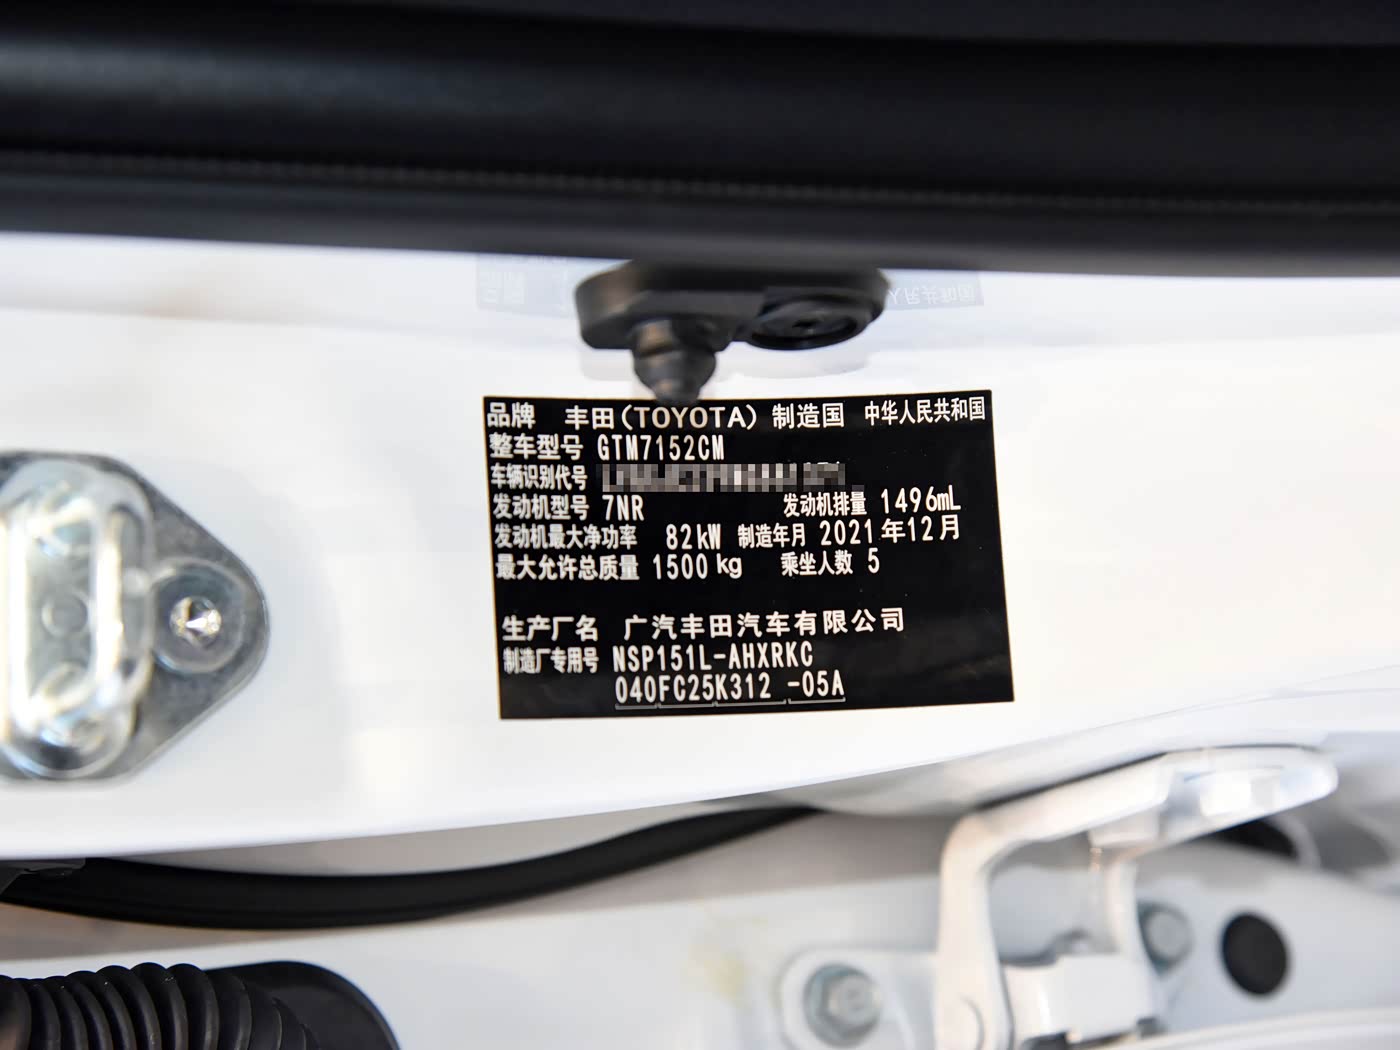 品牌 丰田(TOYOTA) 制造国 中华人民共和国
整车型号 GTM7152CM
车辆识别代号
发动机型号 7NR 发动机排量 1496mL
发动机最大净功率 82kW 制造年月 2021年12月
最大允许总质量 1500kg 乘坐人数 5
生产厂名 广汽丰田汽车有限公司
制造厂专用号 NSP151L-AHXRKC
040FC25K312 -05A